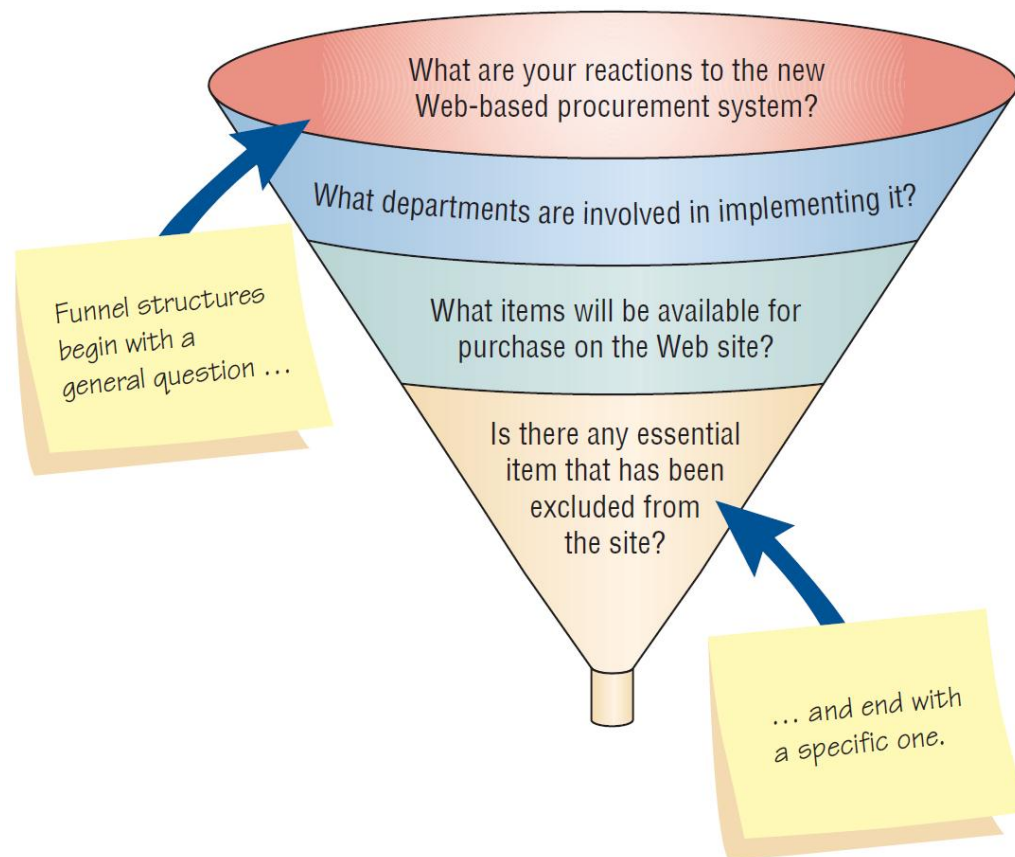 What are your reactions to the new
Web-based procurement system?
What departments are involved in implementing it?
What items will be available for
purchase on the Web site?
Is there any essential
item that has been
excluded from
the site?
Funnel structures
begin with a
general question ...
... and end with
a specific one.